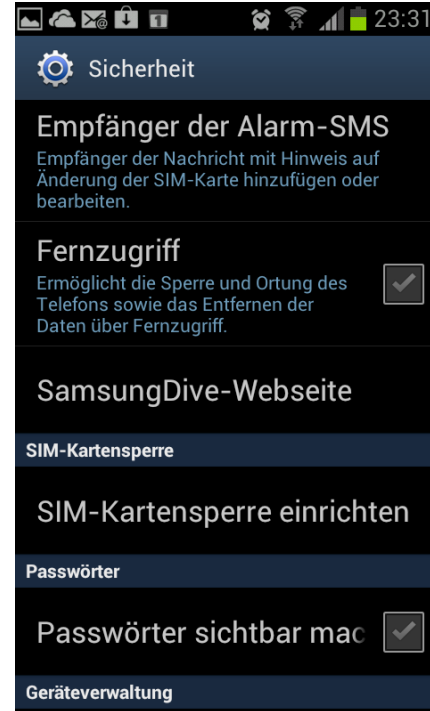 1
23:31
Sicherheit
Empfänger der Alarm-SMS
Empfänger der Nachricht mit Hinweis auf
Änderung der SIM-Karte hinzufügen oder
bearbeiten.
Fernzugriff
Ermöglicht die Sperre und Ortung des
Telefons sowie das Entfernen der
Daten über Fernzugriff.
SamsungDive-Webseite
SIM-Kartensperre
SIM-Kartensperre einrichten
Passwörter
Passwörter sichtbar mac
Geräteverwaltung